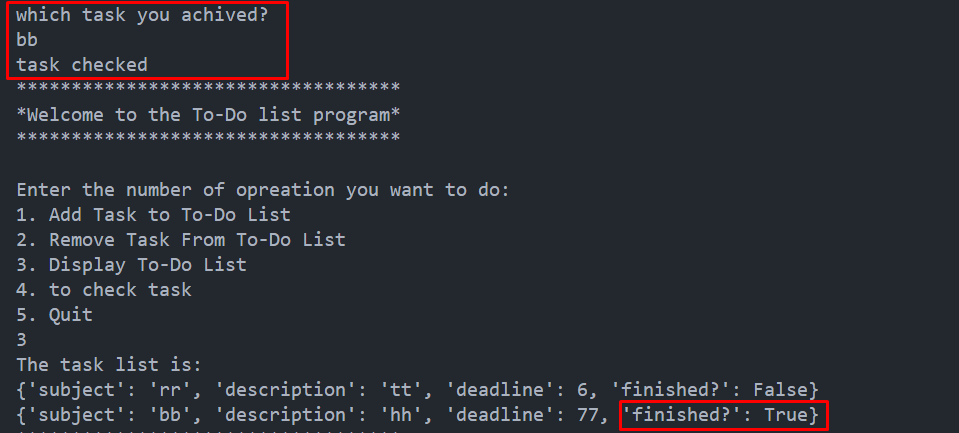 which task you achived?
bb
task checked
***********************************
*Welcome to the To-Do list program*
***********************************
Enter the number of opreation you want to do:
1. Add Task to To-Do List
2. Remove Task From To-Do List
3. Display To-Do List
4. to check task
5. Quit
3
The task list is:
{'subject': 'rr', 'description': 'tt', 'deadline': 6, 'finished?': False}
{'subject': 'bb', 'description': 'hh', 'deadline': 77, 'finished?': True}